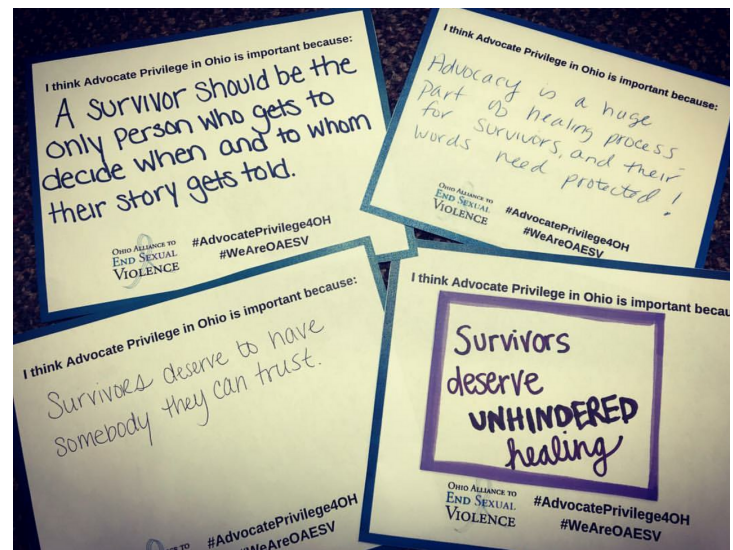 I think Advocate Privilege in Ohio is important because:
A survivor should be the
only person who gets to
decide when and to whom
their story gets told.
OHIO ALLIANCE TO
END SEXUAL
VIOLENCE
#AdvocatePrivilege4OH
#WeAreOAESV
I think Advocate Privilege in Ohio is important because:
Advocacy is a huge
part of healing process
for survivors, and their
words need protected!
OHIO ALLIANCE TO
END SEXUAL
VIOLENCE
#AdvocatePrivilege4OH
#WeAreOAESV
I think Advocate Privilege in Ohio is important because:
Survivors deserve to have
somebody they can trust.
CE TO
#AdvocatePrivilege4OH
#WeAreOAESV
I think Advocate Privilege in Ohio is important becau
Survivors
deserve
UNHINDERED
healing
OHIO ALLIANCE TO
END SEXUAL
VIOLENCE
#AdvocatePrivilege4OH
#WeAreOAESV